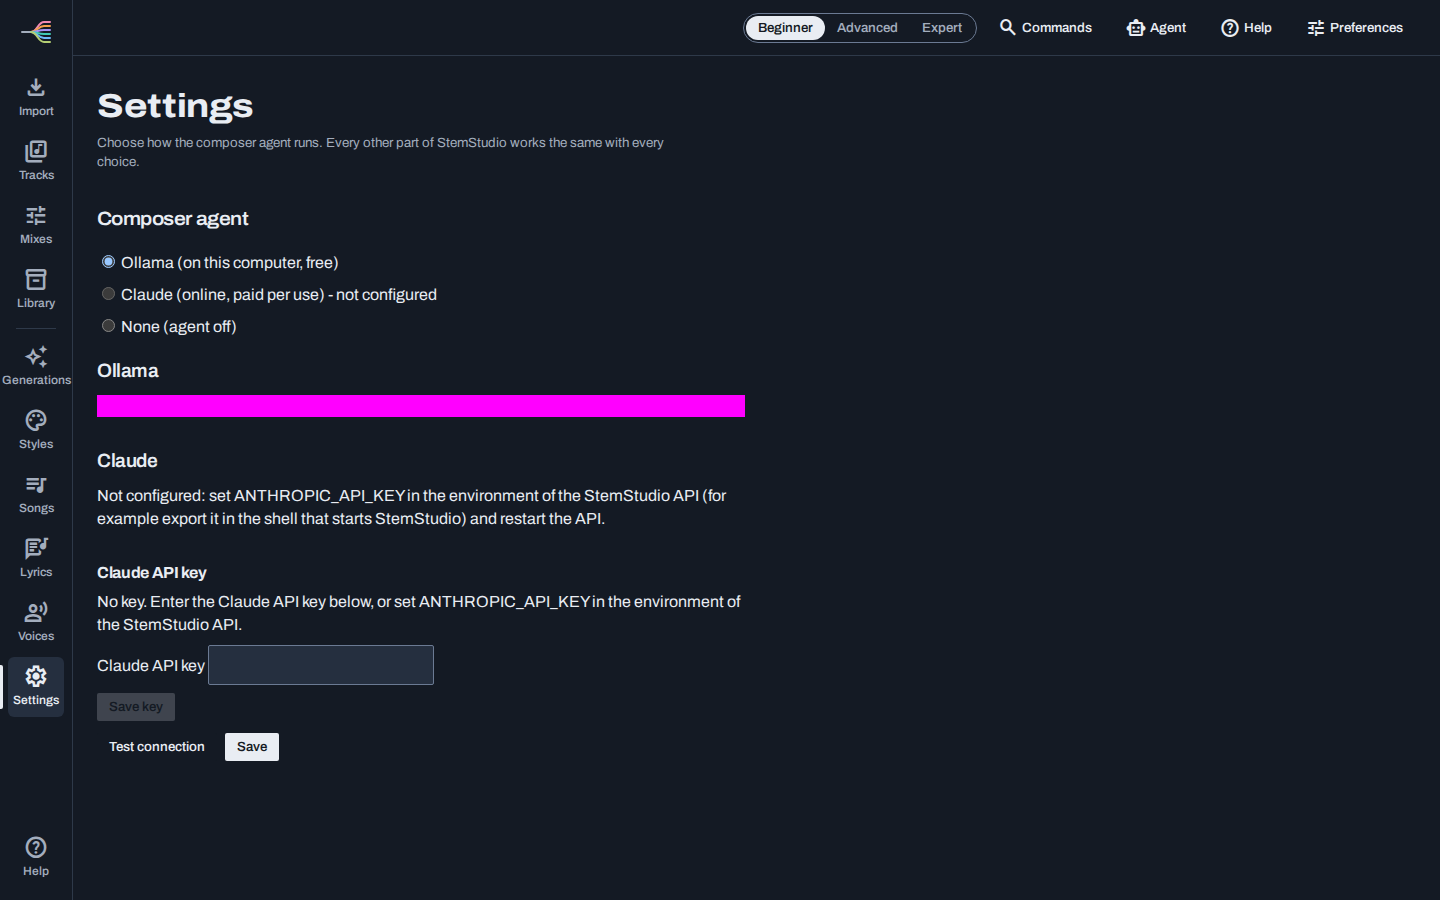 Beginner
Advanced
Expert
Commands
Agent
Help
Preferences
Import
Tracks
Mixes
Library
Generations
Styles
Songs
Lyrics
Voices
Settings
Help
Settings
Choose how the composer agent runs. Every other part of StemStudio works the same with every
choice.
Composer agent
Ollama (on this computer, free)
Claude (online, paid per use) - not configured
None (agent off)
Ollama
Claude
Not configured: set ANTHROPIC_API_KEY in the environment of the StemStudio API (for
example export it in the shell that starts StemStudio) and restart the API.
Claude API key
No key. Enter the Claude API key below, or set ANTHROPIC_API_KEY in the environment of
the StemStudio API.
Claude API key
Save key
Test connection
Save